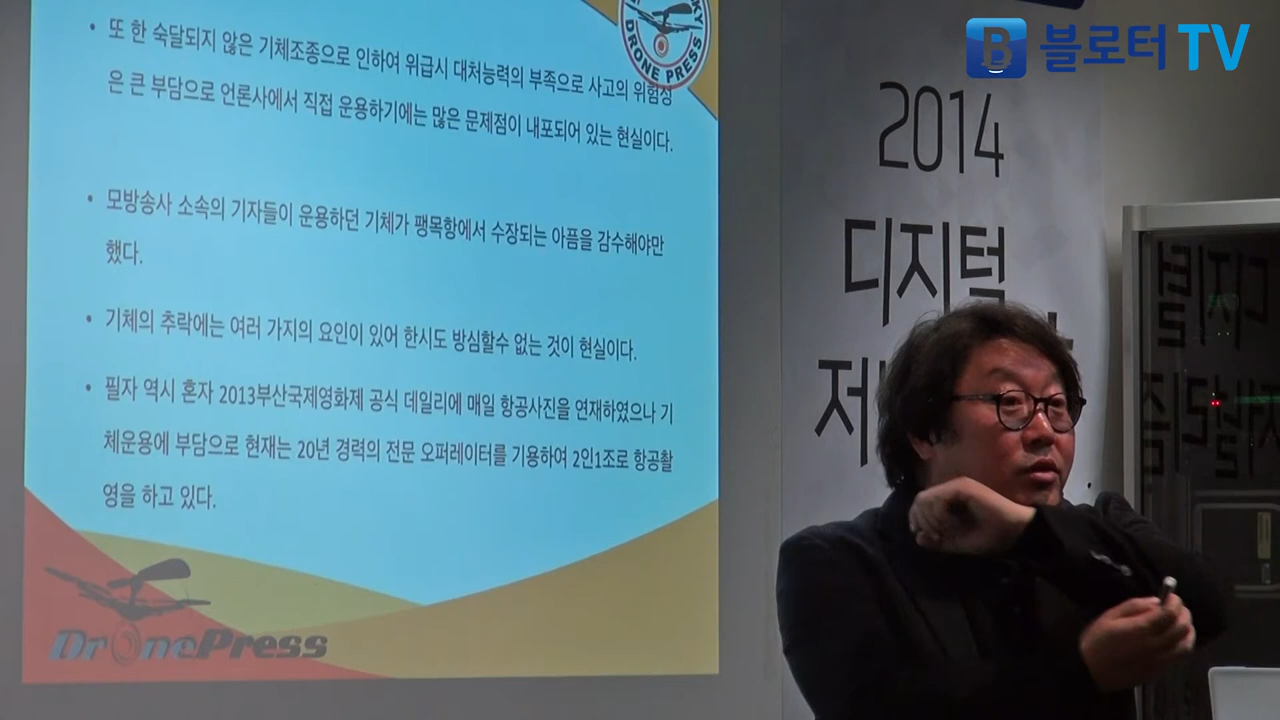 블로터 TV
SKY
DRONE PRESS
• 또 한 숙달되지 않은 기체조종으로 인하여 위급시 대처능력의 부족으로 사고의 위험성
은 큰 부담으로 언론사에서 직접 운용하기에는 많은 문제점이 내포되어 있는 현실이다.
• 모방송사 소속의 기자들이 운용하던 기체가 팽목항에서 수장되는 아픔을 감수해야만
했다.
• 기체의 추락에는 여러 가지의 요인이 있어 한시도 방심할수 없는 것이 현실이다.
• 필자 역시 혼자 2013부산국제영화제 공식 데일리에 매일 항공사진을 연재하였으나 기
체운용에 부담으로 현재는 20년 경력의 전문 오퍼레이터를 기용하여 2인1조로 항공촬
영을 하고 있다.
DronePress
2014
디지털
저